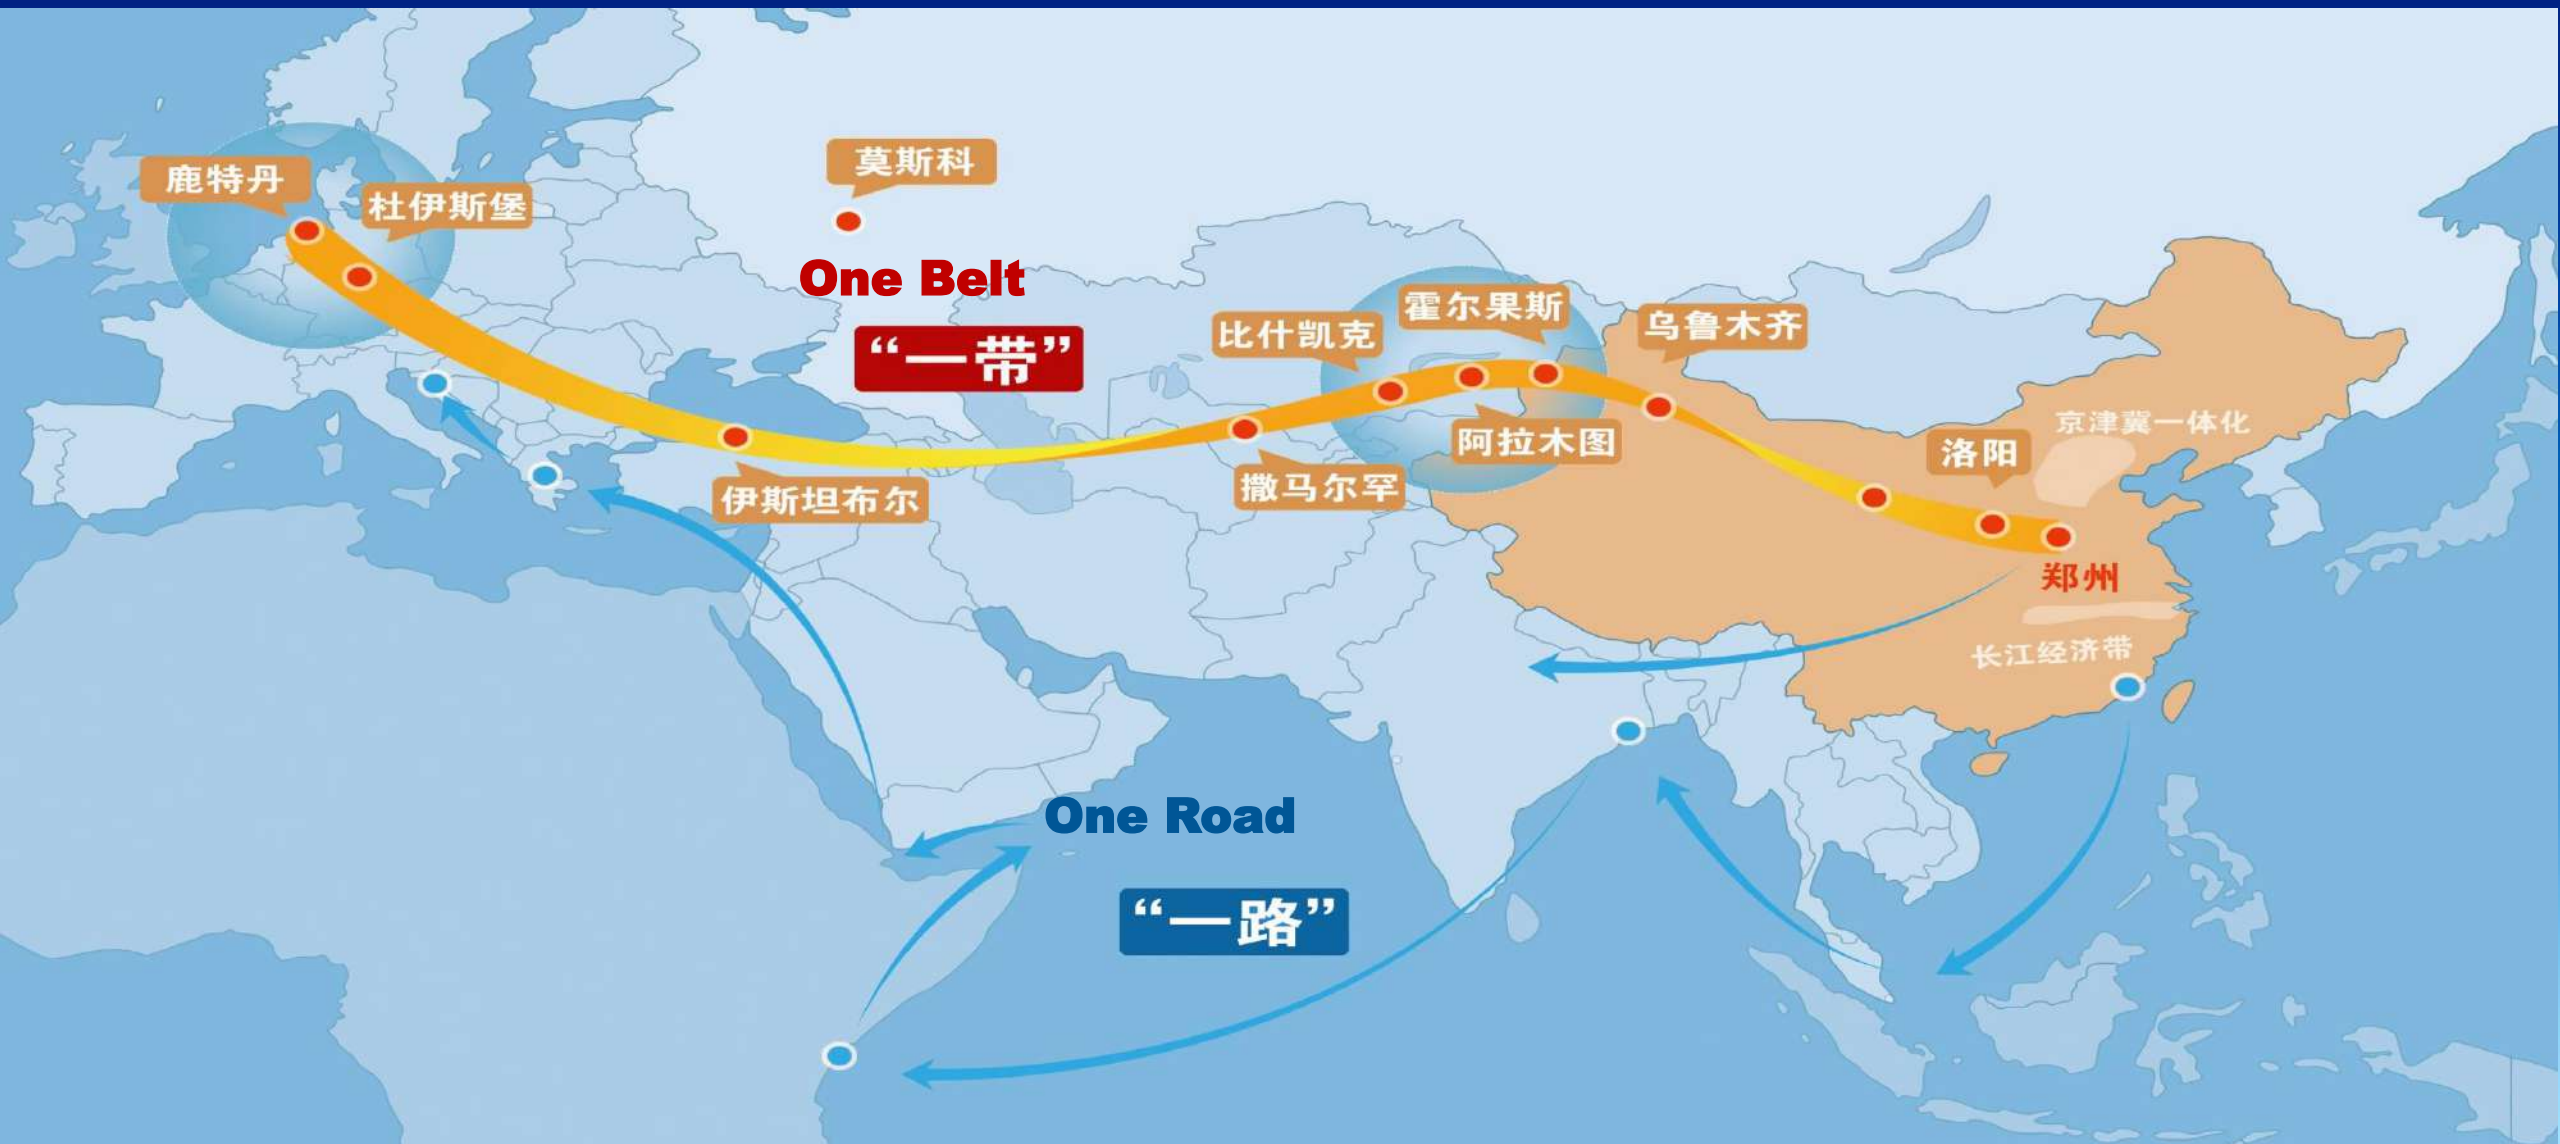 莫斯科
鹿特丹
杜伊斯堡
One Belt
“一带”
霍尔果斯
比什凯克
乌鲁木齐
京津冀一体化
阿拉木图
洛阳
撒马尔罕
伊斯坦布尔
郑州
长江经济带
One Road
“一路”